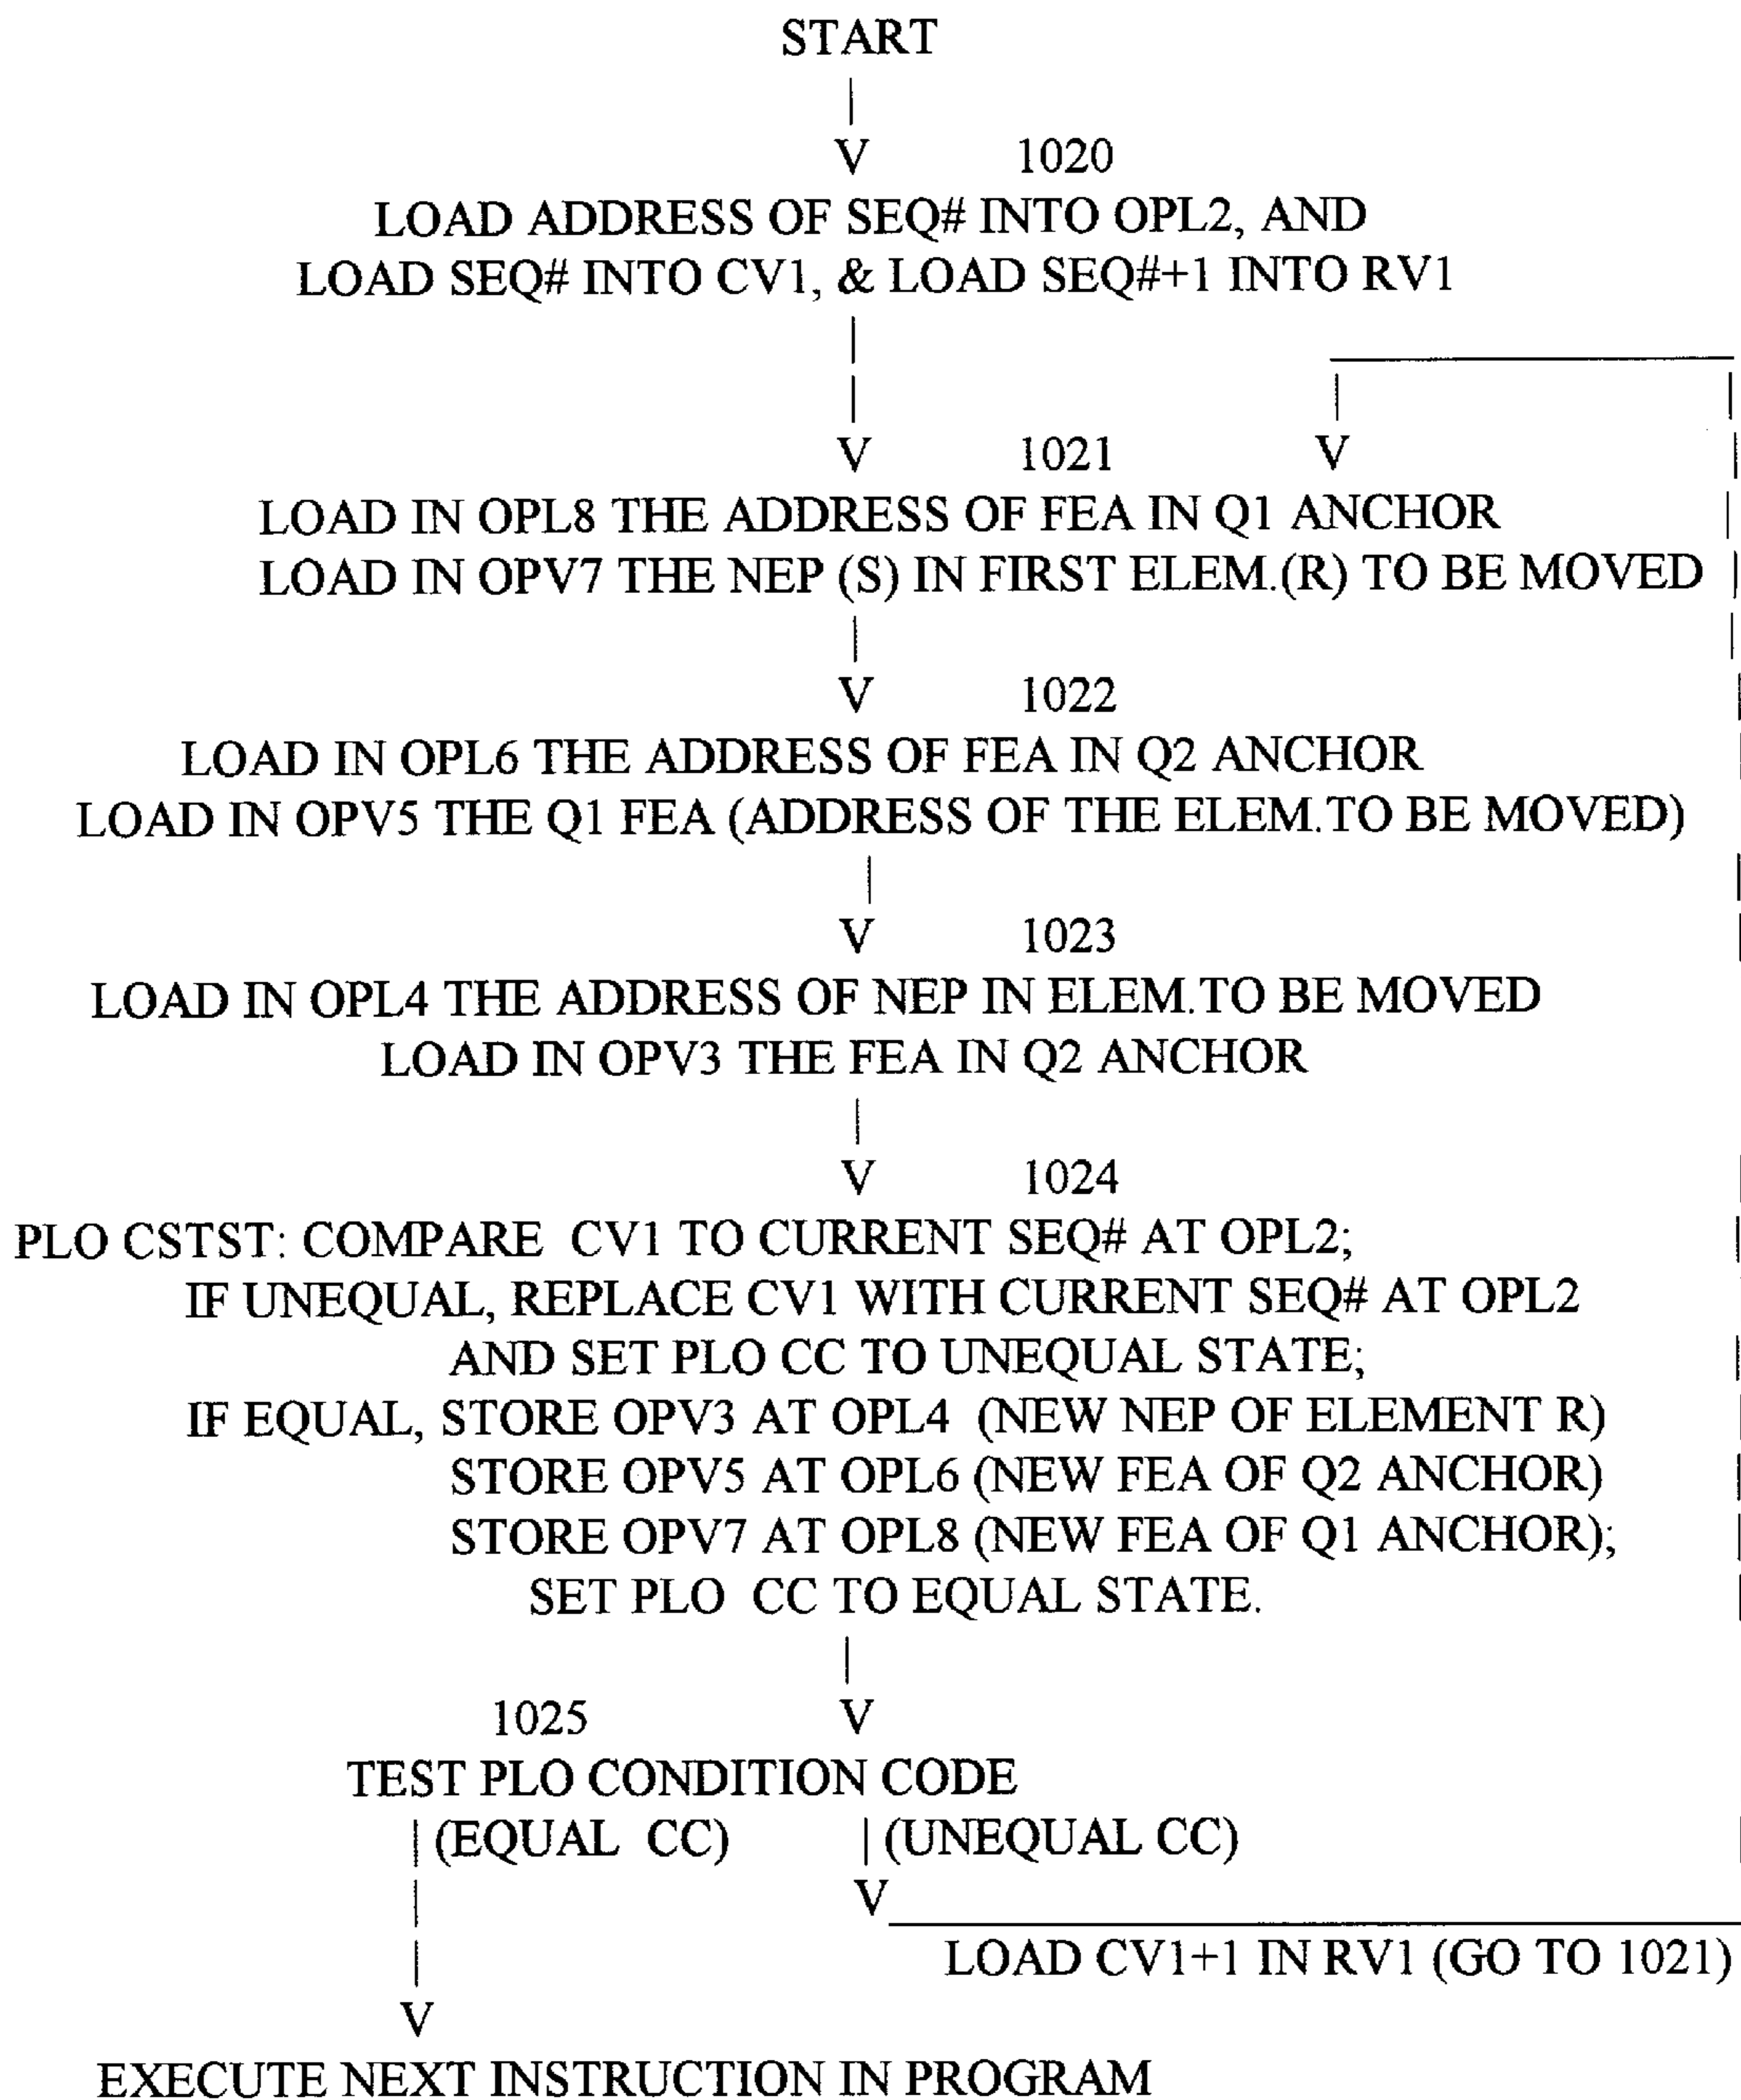 START
V 1020
LOAD ADDRESS OF SEQ# INTO OPL2, AND
LOAD SEQ# INTO CV1, & LOAD SEQ#+1 INTO RV1
V 1021 V
LOAD IN OPL8 THE ADDRESS OF FEA IN Q1 ANCHOR
LOAD IN OPV7 THE NEP (S) IN FIRST ELEM.(R) TO BE MOVED
V 1022
LOAD IN OPL6 THE ADDRESS OF FEA IN Q2 ANCHOR
LOAD IN OPV5 THE Q1 FEA (ADDRESS OF THE ELEM.TO BE MOVED)
V 1023
LOAD IN OPL4 THE ADDRESS OF NEP IN ELEM.TO BE MOVED
LOAD IN OPV3 THE FEA IN Q2 ANCHOR
V 1024
PLO CSTST: COMPARE CV1 TO CURRENT SEQ# AT OPL2;
IF UNEQUAL, REPLACE CV1 WITH CURRENT SEQ# AT OPL2
AND SET PLO CC TO UNEQUAL STATE;
IF EQUAL, STORE OPV3 AT OPL4 (NEW NEP OF ELEMENT R)
STORE OPV5 AT OPL6 (NEW FEA OF Q2 ANCHOR)
STORE OPV7 AT OPL8 (NEW FEA OF Q1 ANCHOR);
SET PLO CC TO EQUAL STATE.
1025 V
TEST PLO CONDITION CODE
(EQUAL CC) (UNEQUAL CC)
V
LOAD CV1+1 IN RV1 (GO TO 1021)
V
EXECUTE NEXT INSTRUCTION IN PROGRAM